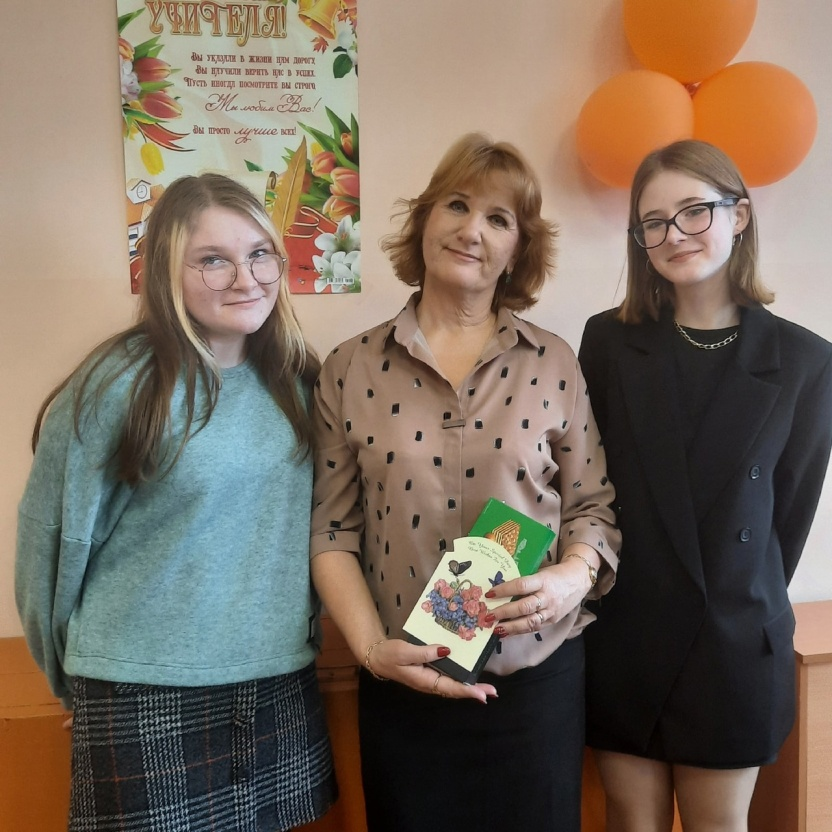 УЧИТЕЛЯ!
Вы указали в жизни нам дорогу,
Вы научили верить нас в успех.
Пусть иногда посмотрите вы строго
Мы любим Вас!
Вы просто лучше всех!